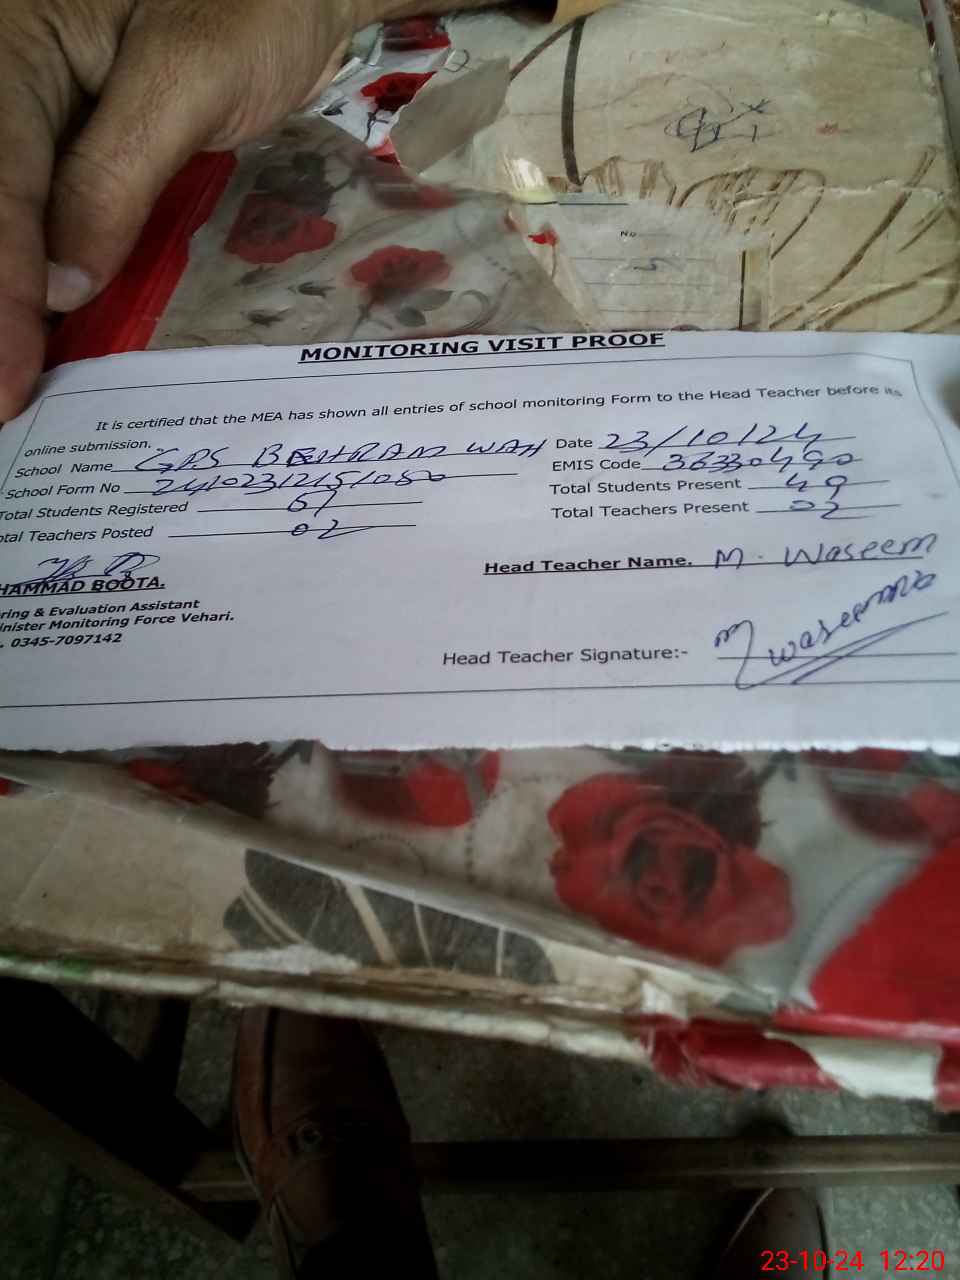 No
MONITORING VISIT PROOF
It is certified that the MEA has shown all entries of school monitoring Form to the Head Teacher before its
online submission.
School Name GPS BEHRAM WAH Date 23/10/24
School Form No EMIS Code 36330490
Total Students Registered 51 Total Students Present 49
otal Teachers Posted 02 Total Teachers Present 02
HAMMAD BOOTA. Head Teacher Name. M. Waseem
ring & Evaluation Assistant
inister Monitoring Force Vehari.
. 0345-7097142
Head Teacher Signature:- M waseem
23-10-24 12:20